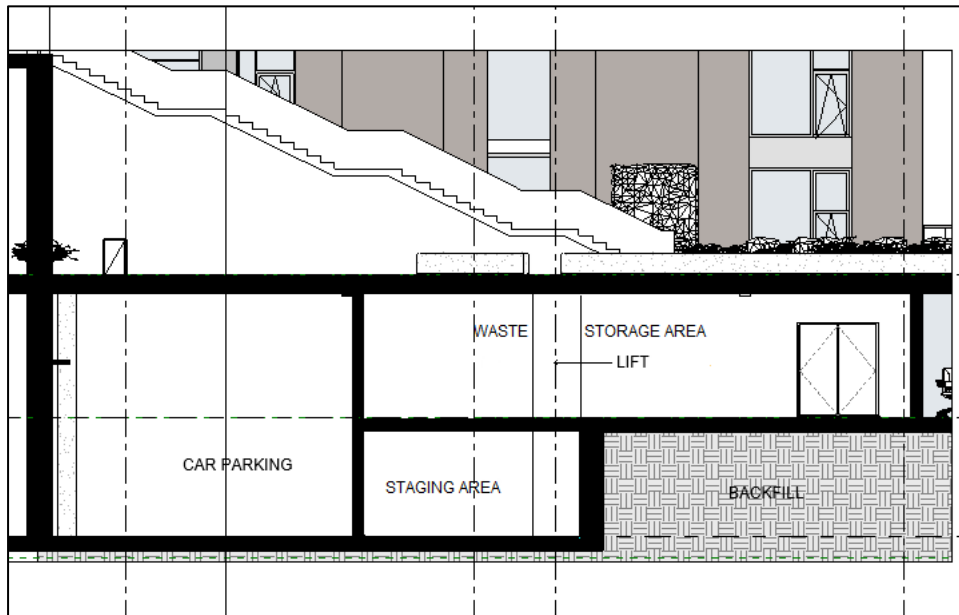 WASTE STORAGE AREA
LIFT
CAR PARKING
STAGING AREA
BACKFILL